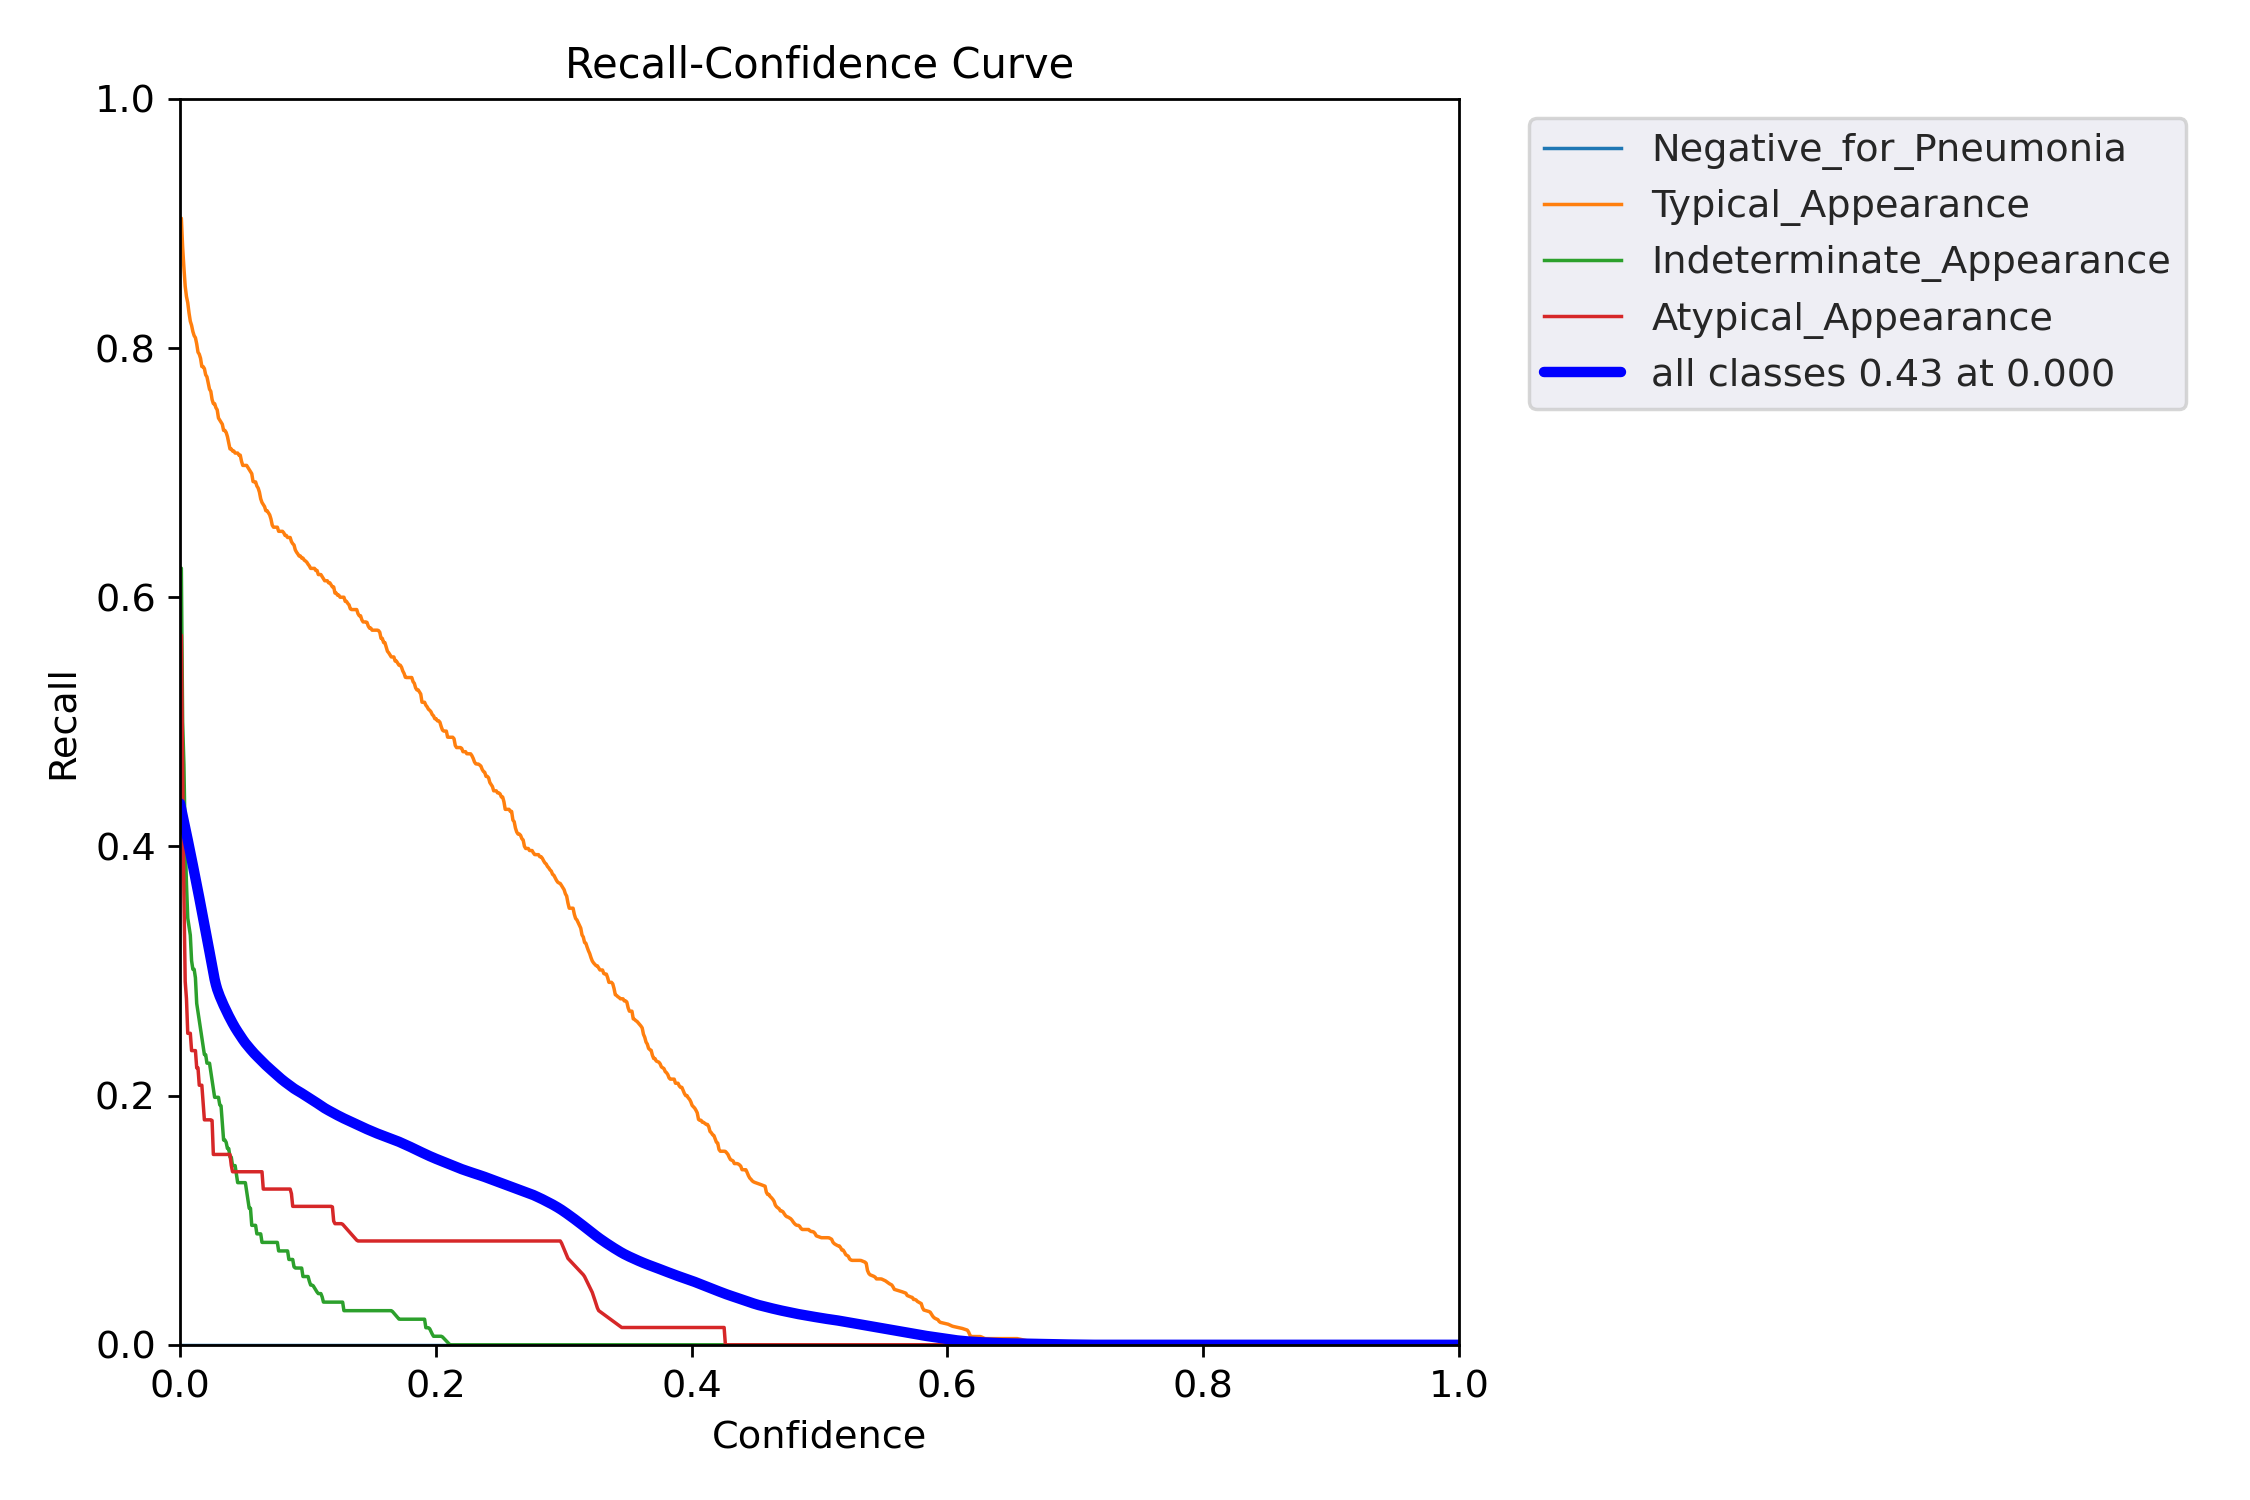 Recall-Confidence Curve
1.0
0.8
0.6
0.4
0.2
0.0
Recall
0.0 0.2 0.4 0.6 0.8 1.0
Confidence
Negative_for_Pneumonia
Typical_Appearance
Indeterminate_Appearance
Atypical_Appearance
all classes 0.43 at 0.000